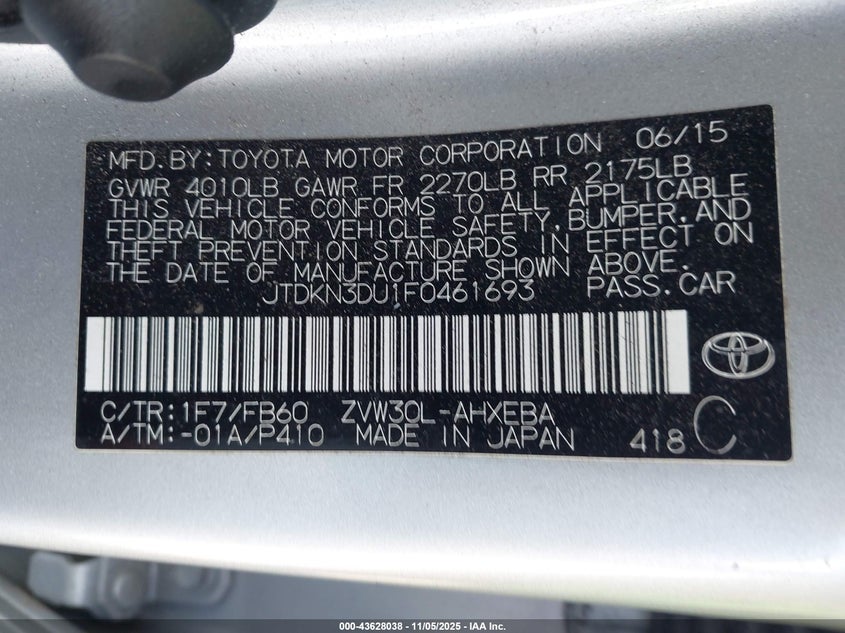 MFD.BY:TOYOTA MOTOR CORPORATION 06/15
GVWR 4010LB GAWR FR 2270LB RR 2175LB
THIS VEHICLE CONFORMS TO ALL APPLICABLE
FEDERAL MOTOR VEHICLE SAFETY,BUMPER,AND
THEFT PREVENTION STANDARDS IN EFFECT ON
THE DATE OF MANUFACTURE SHOWN ABOVE.
JTDKN3DU1F0461693 PASS.CAR
C/TR:1F7/FB60 ZVW30L-AHXEBA
A/TM:-01A/P410 MADE IN JAPAN 418 C
000-43628038 - 11/05/2025 - IAA Inc.